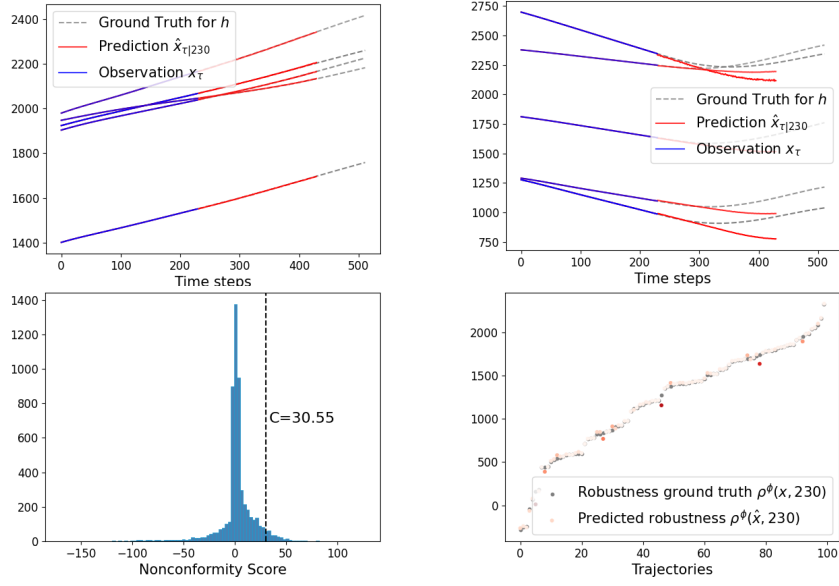 2400
2200
2000
1800
1600
1400
Ground Truth for h
Prediction x̂τ|230
Observation xτ
0 100 200 300 400 500
Time steps
2750
2500
2250
2000
1750
1500
1250
1000
750
Ground Truth for h
Prediction x̂τ|230
Observation xτ
0 100 200 300 400 500
Time steps
1400
1200
1000
800
600
400
200
0
C=30.55
−150 −100 −50 0 50 100
Nonconformity Score
2000
1500
1000
500
0
Robustness ground truth ρ^ϕ(x, 230)
Predicted robustness ρ^ϕ(x̂, 230)
0 20 40 60 80 100
Trajectories